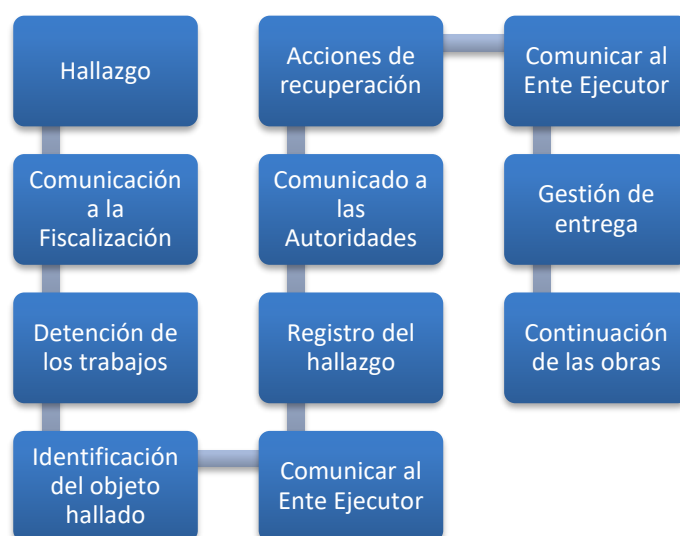 Hallazgo
Comunicación
a la
Fiscalización
Detención de
los trabajos
Identificación
del objeto
hallado
Comunicar al
Ente Ejecutor
Registro del
hallazgo
Comunicado a
las
Autoridades
Acciones de
recuperación
Comunicar al
Ente Ejecutor
Gestión de
entrega
Continuación
de las obras